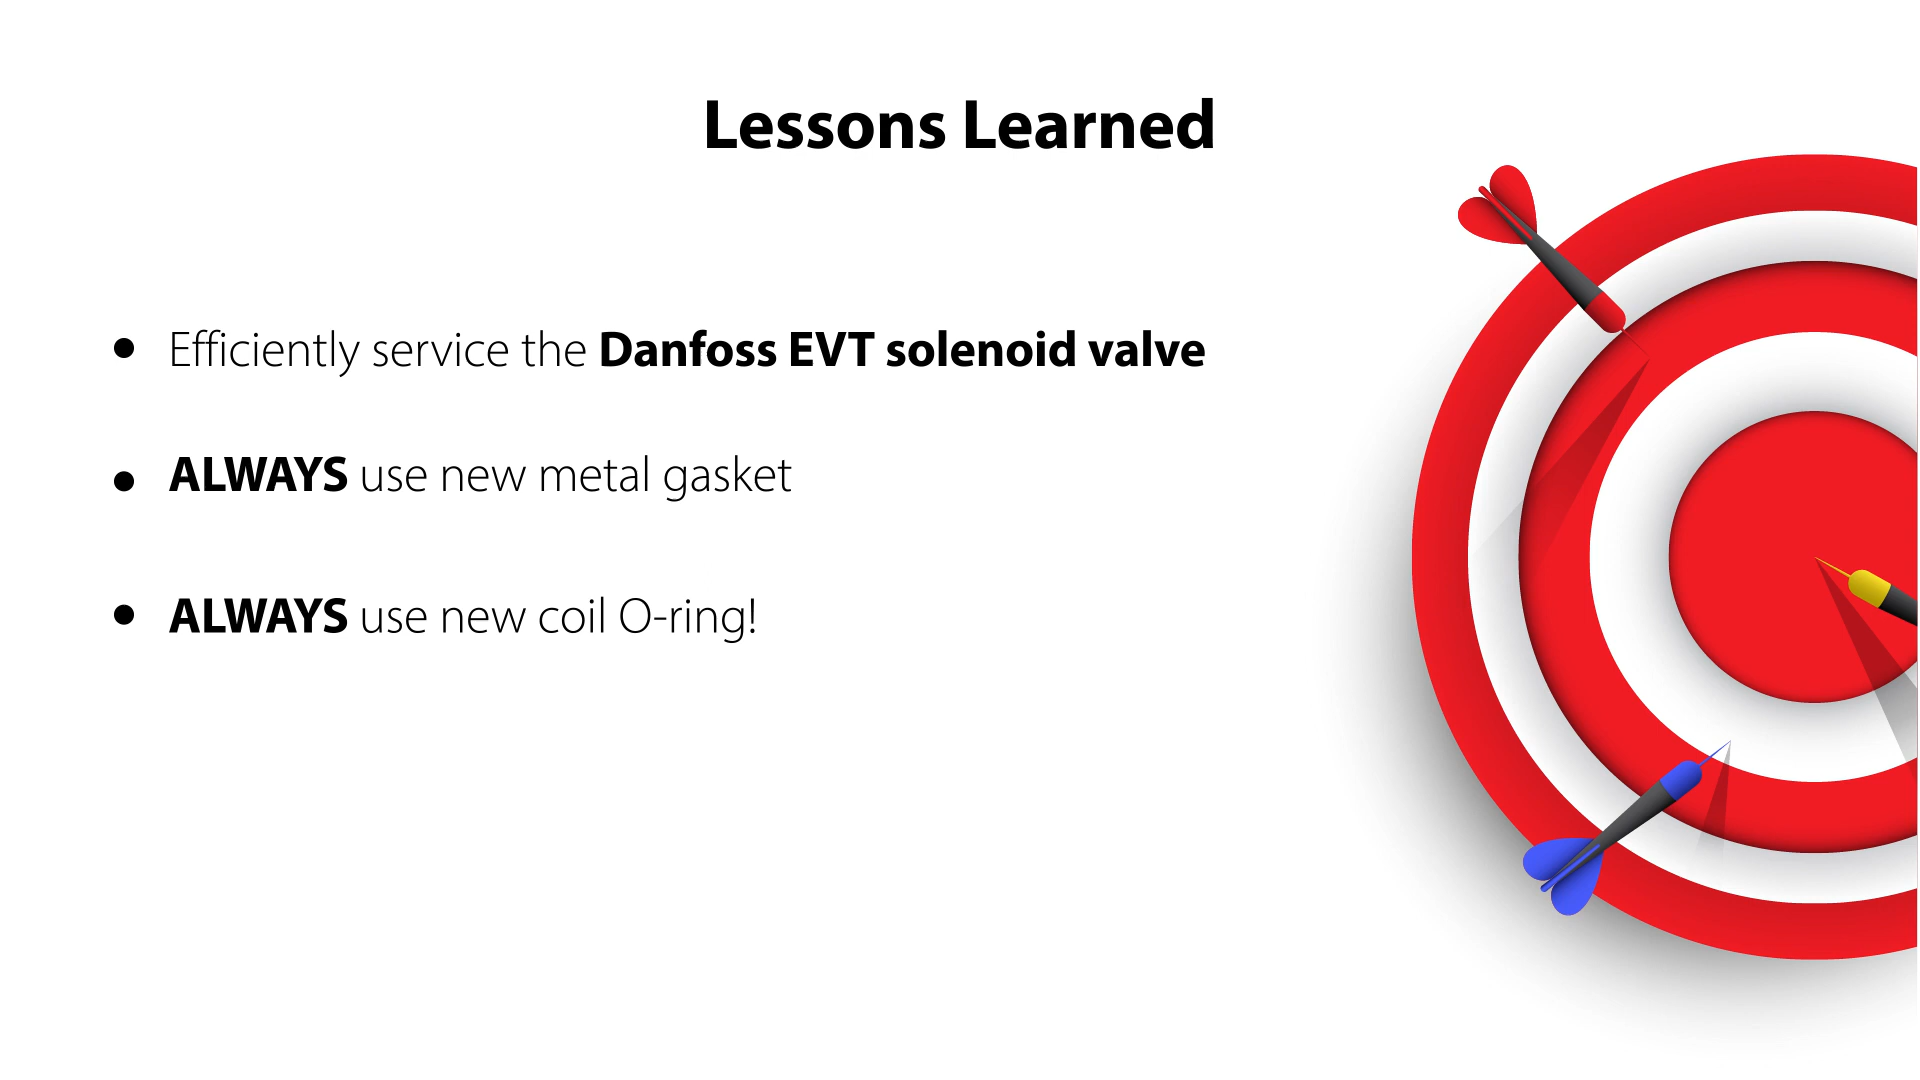 Lessons Learned
• Efficiently service the Danfoss EVT solenoid valve
• ALWAYS use new metal gasket
• ALWAYS use new coil O-ring!